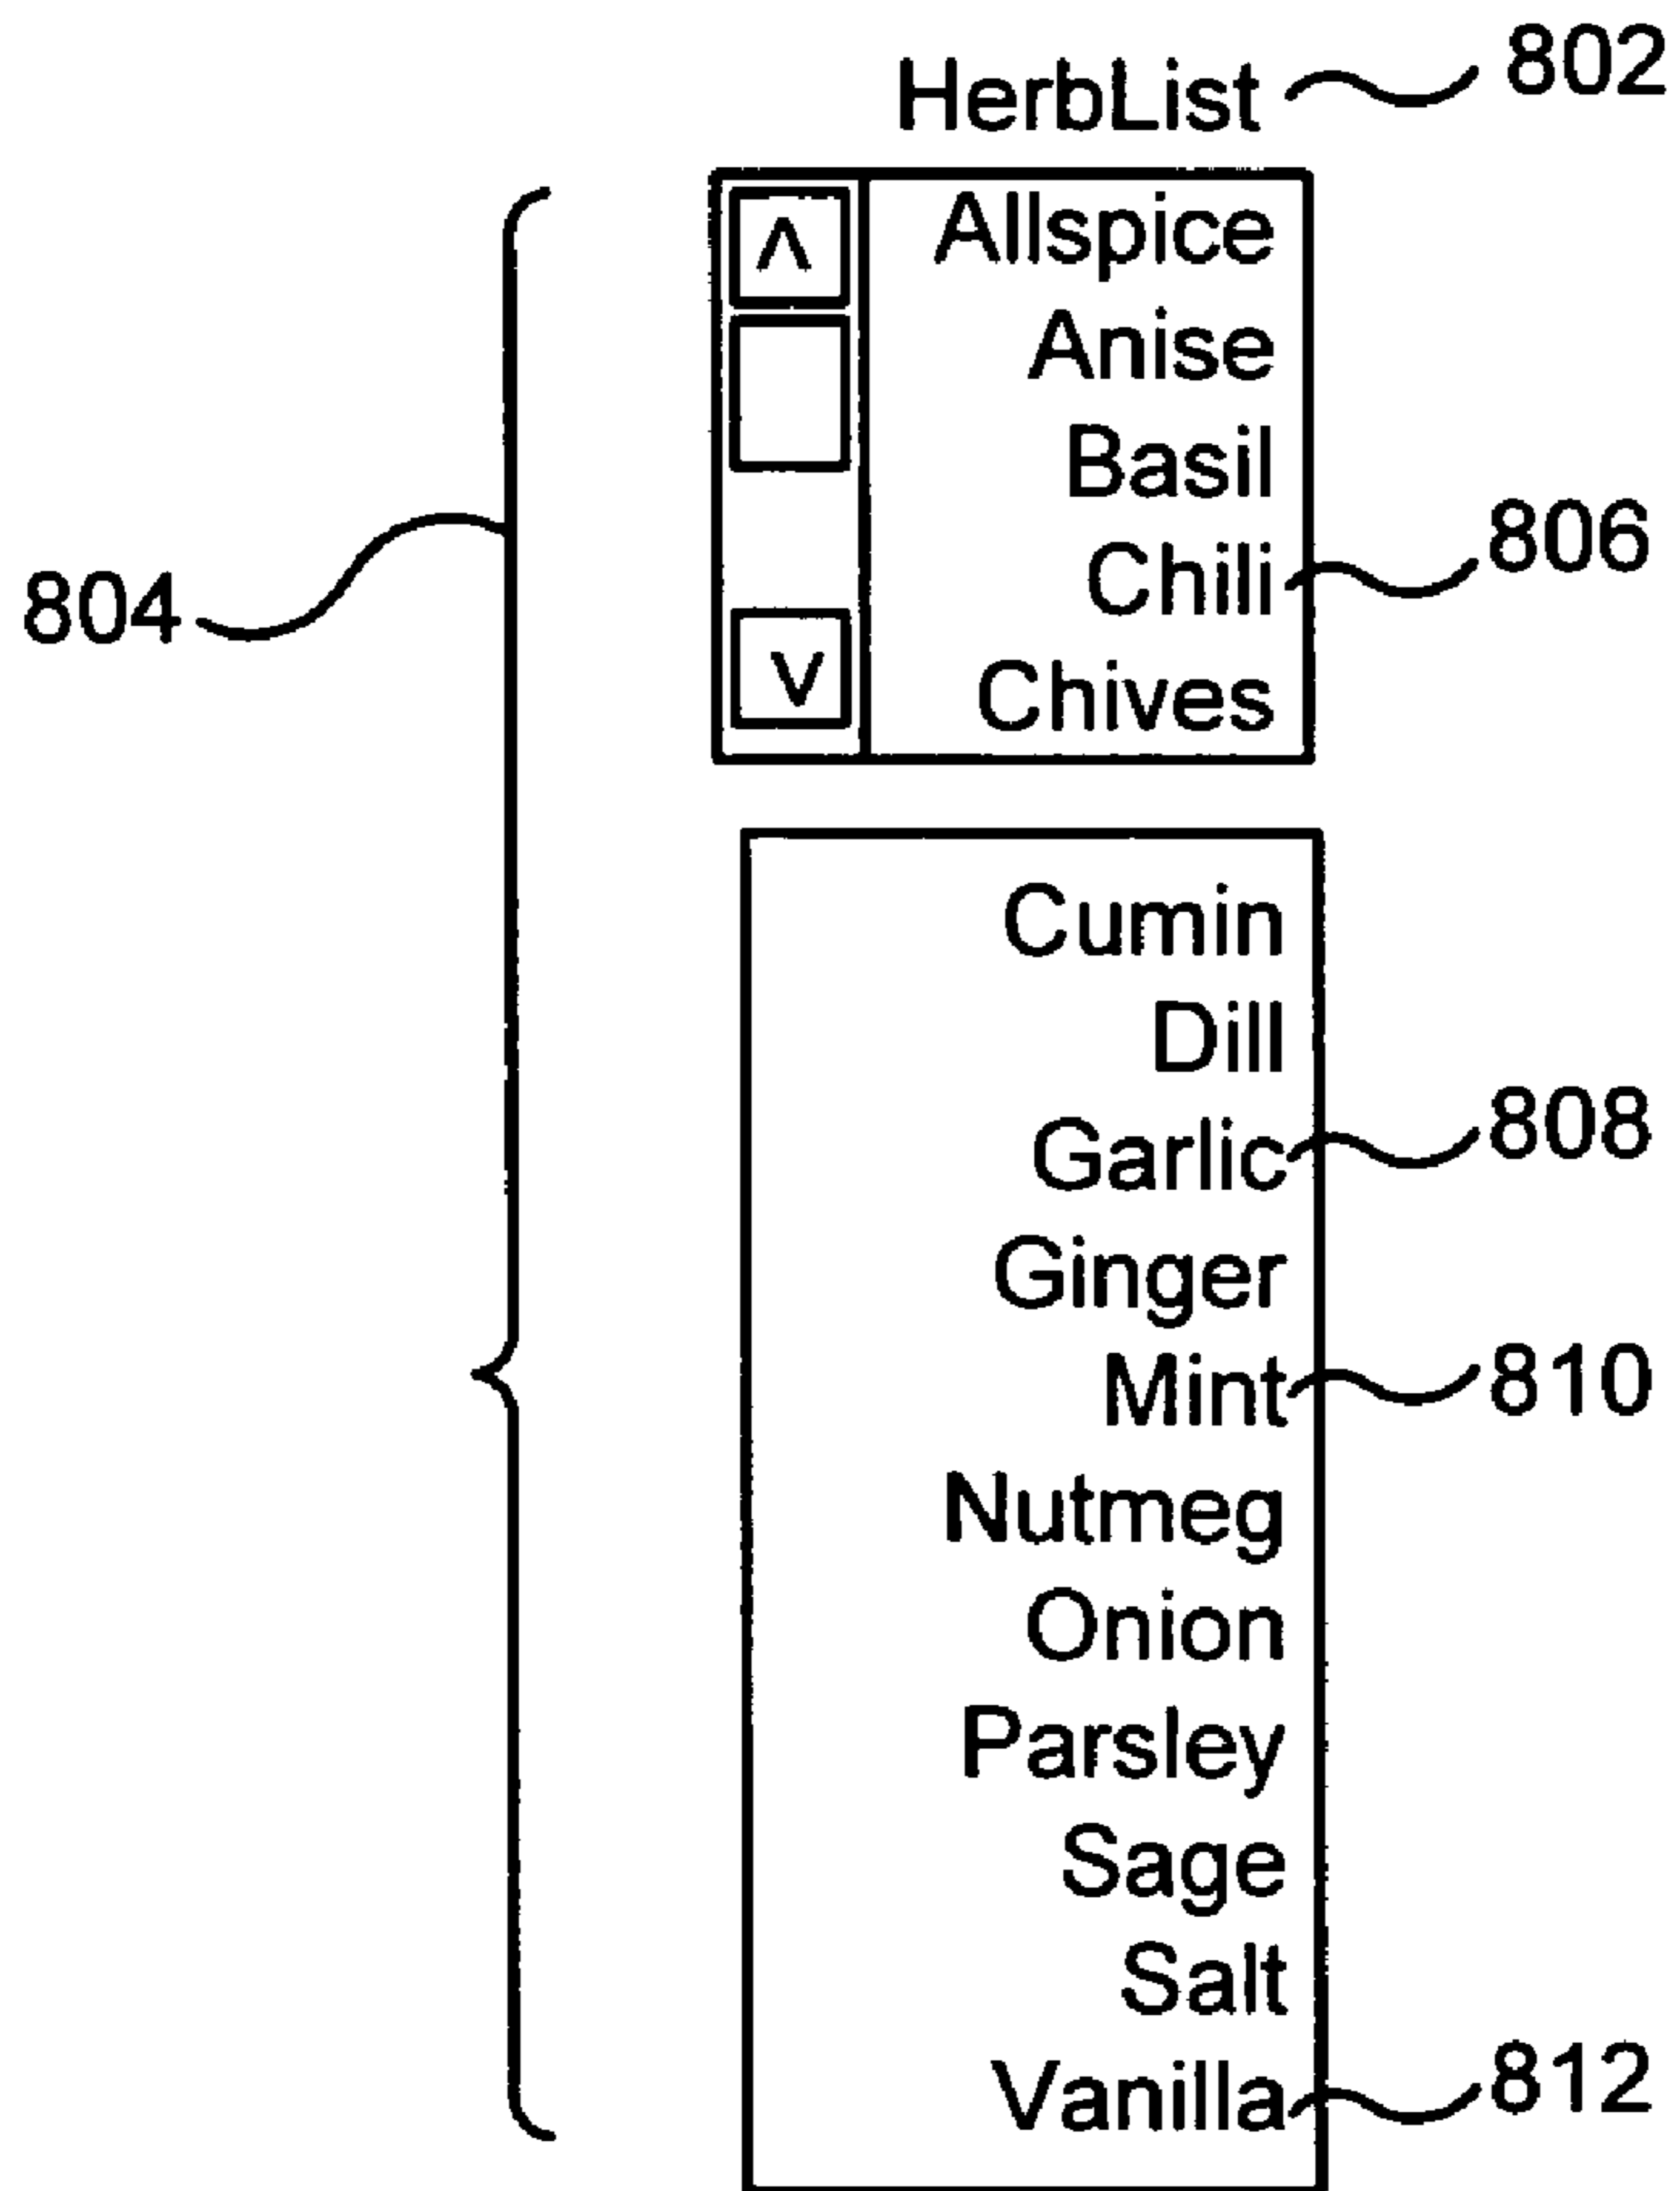 HerbList 802
Allspice
Anise
Basil
Chili 806
804
Chives
Cumin
Dill
Garlic 808
Ginger
Mint 810
Nutmeg
Onion
Parsley
Sage
Salt
Vanilla 812